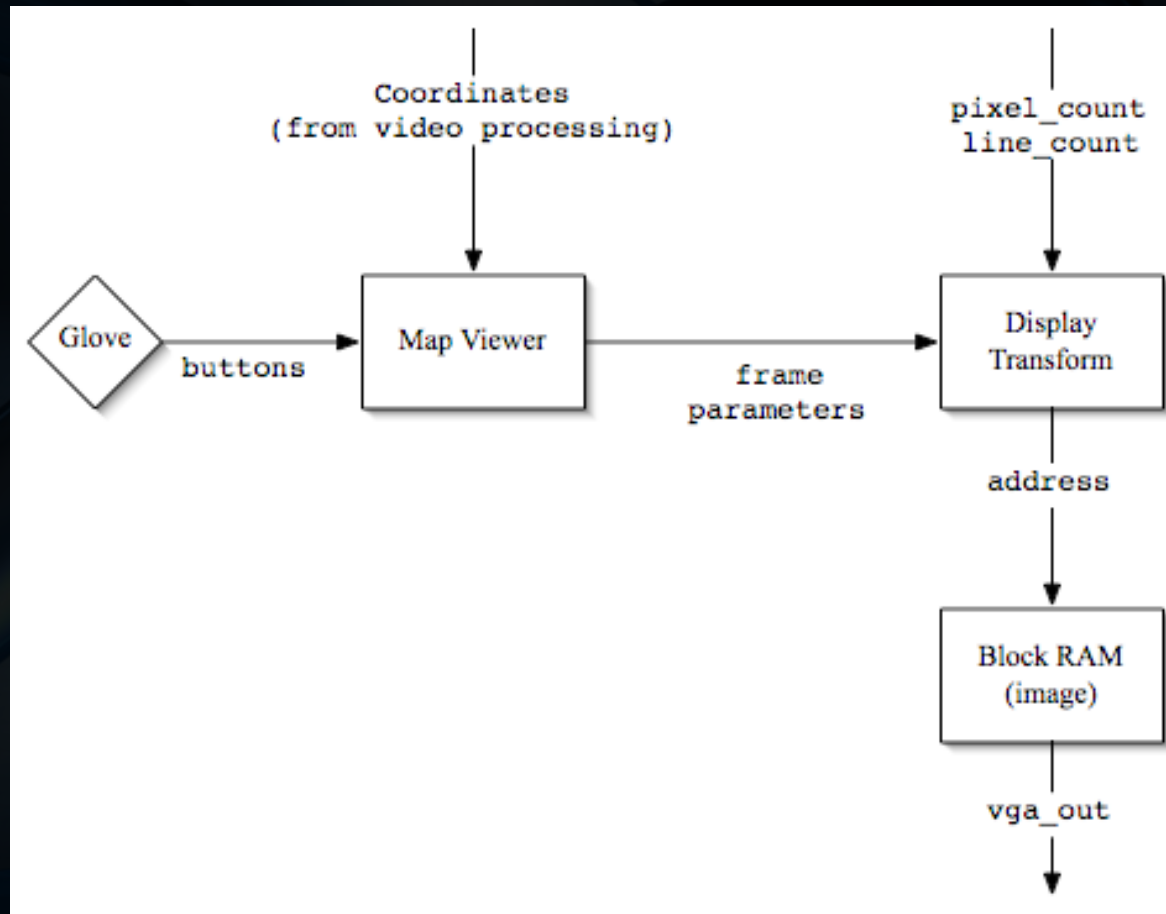 Coordinates
(from video processing)
pixel_count
line_count
Glove
buttons
Map Viewer
frame
parameters
Display
Transform
address
Block RAM
(image)
vga_out